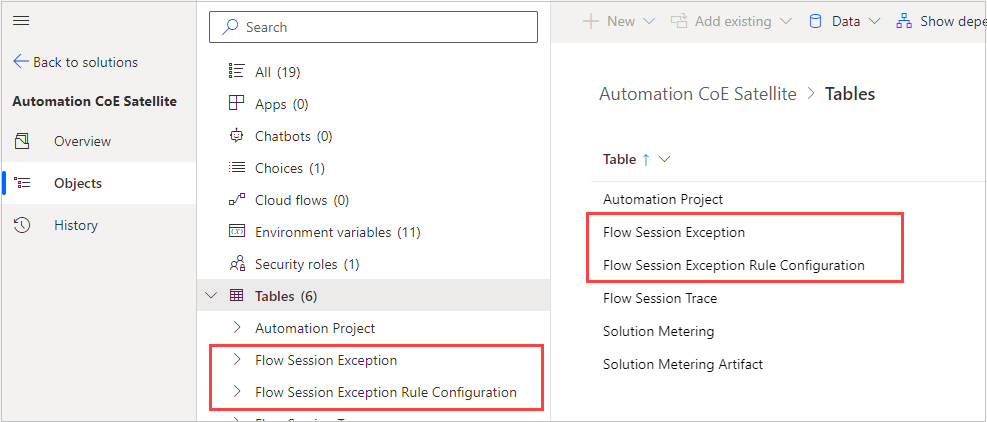 Back to solutions
Automation CoE Satellite
Overview
Objects
History
Search
All (19)
Apps (0)
Chatbots (0)
Choices (1)
Cloud flows (0)
Environment variables (11)
Security roles (1)
Tables (6)
Automation Project
Flow Session Exception
Flow Session Exception Rule Configuration
New
Add existing
Data
Show depe
Automation CoE Satellite > Tables
Table ↑
Automation Project
Flow Session Exception
Flow Session Exception Rule Configuration
Flow Session Trace
Solution Metering
Solution Metering Artifact